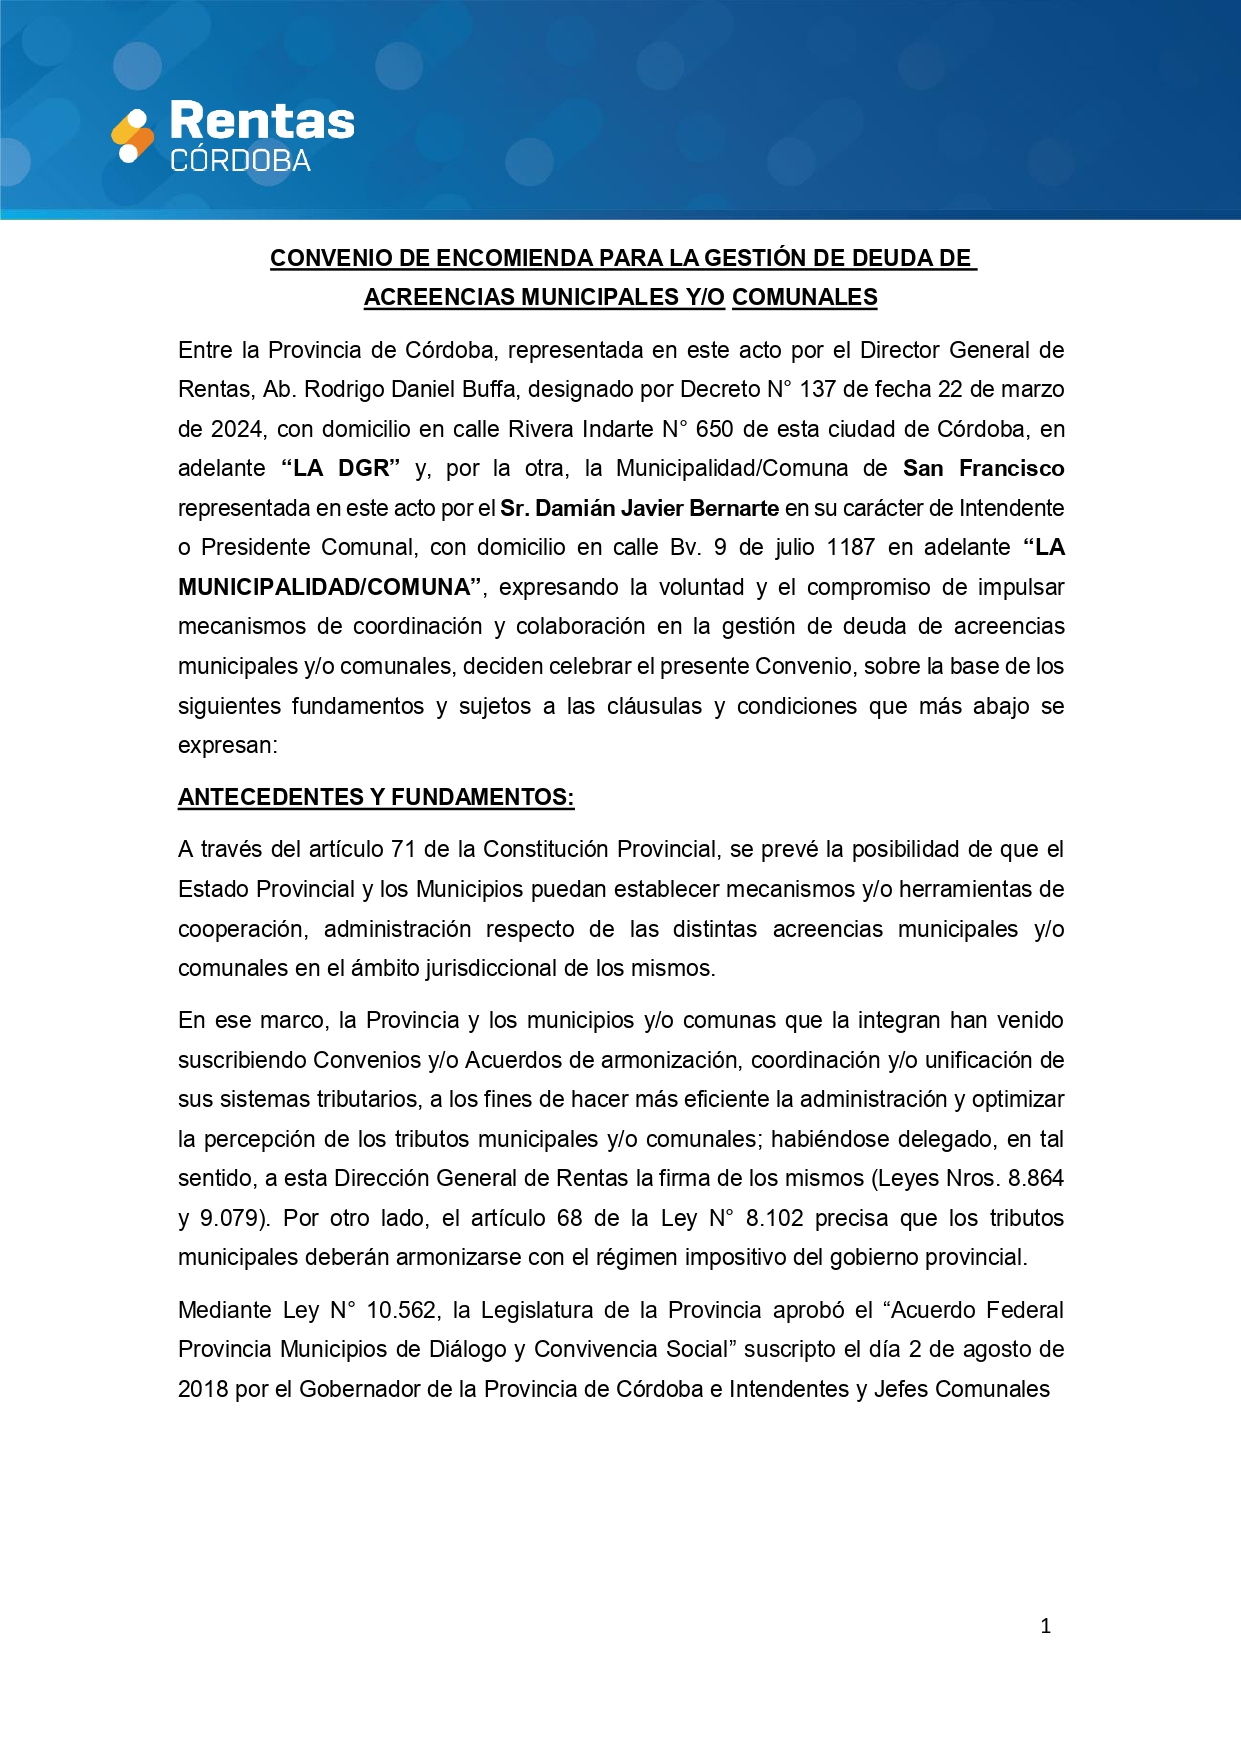 Rentas
CÓRDOBA
CONVENIO DE ENCOMIENDA PARA LA GESTIÓN DE DEUDA DE
ACREENCIAS MUNICIPALES Y/O COMUNALES
Entre la Provincia de Córdoba, representada en este acto por el Director General de
Rentas, Ab. Rodrigo Daniel Buffa, designado por Decreto N° 137 de fecha 22 de marzo
de 2024, con domicilio en calle Rivera Indarte N° 650 de esta ciudad de Córdoba, en
adelante “LA DGR” y, por la otra, la Municipalidad/Comuna de San Francisco
representada en este acto por el Sr. Damián Javier Bernarte en su carácter de Intendente
o Presidente Comunal, con domicilio en calle Bv. 9 de julio 1187 en adelante “LA
MUNICIPALIDAD/COMUNA”, expresando la voluntad y el compromiso de impulsar
mecanismos de coordinación y colaboración en la gestión de deuda de acreencias
municipales y/o comunales, deciden celebrar el presente Convenio, sobre la base de los
siguientes fundamentos y sujetos a las cláusulas y condiciones que más abajo se
expresan:
ANTECEDENTES Y FUNDAMENTOS:
A través del artículo 71 de la Constitución Provincial, se prevé la posibilidad de que el
Estado Provincial y los Municipios puedan establecer mecanismos y/o herramientas de
cooperación, administración respecto de las distintas acreencias municipales y/o
comunales en el ámbito jurisdiccional de los mismos.
En ese marco, la Provincia y los municipios y/o comunas que la integran han venido
suscribiendo Convenios y/o Acuerdos de armonización, coordinación y/o unificación de
sus sistemas tributarios, a los fines de hacer más eficiente la administración y optimizar
la percepción de los tributos municipales y/o comunales; habiéndose delegado, en tal
sentido, a esta Dirección General de Rentas la firma de los mismos (Leyes Nros. 8.864
y 9.079). Por otro lado, el artículo 68 de la Ley N° 8.102 precisa que los tributos
municipales deberán armonizarse con el régimen impositivo del gobierno provincial.
Mediante Ley N° 10.562, la Legislatura de la Provincia aprobó el “Acuerdo Federal
Provincia Municipios de Diálogo y Convivencia Social” suscripto el día 2 de agosto de
2018 por el Gobernador de la Provincia de Córdoba e Intendentes y Jefes Comunales
1